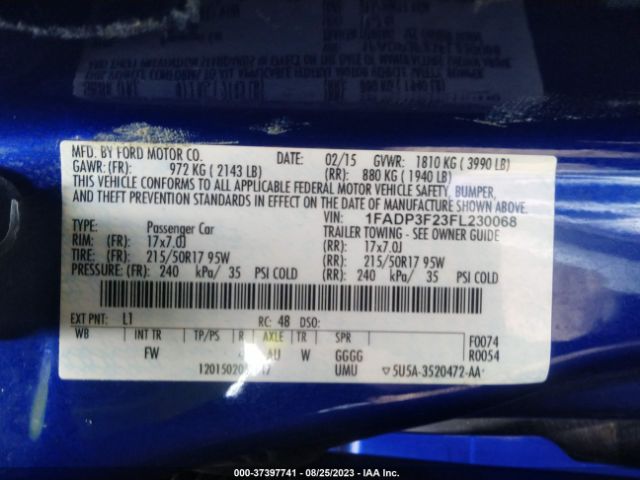 MFD. BY FORD MOTOR CO.
DATE: 02/15 GVWR: 1810 KG ( 3990 LB)
GAWR: (FR): 972 KG ( 2143 LB) (RR): 880 KG ( 1940 LB)
THIS VEHICLE CONFORMS TO ALL APPLICABLE FEDERAL MOTOR VEHICLE SAFETY, BUMPER,
AND THEFT PREVENTION STANDARDS IN EFFECT ON THE DATE OF MANUFACTURE SHOWN ABOVE.
VIN: 1FADP3F23FL230068
TYPE: Passenger Car TRAILER TOWING - SEE OWNER GUIDE
RIM: (FR): 17x7.0J (RR): 17x7.0J
TIRE: (FR): 215/50R17 95W (RR): 215/50R17 95W
PRESSURE: (FR): 240 kPa/ 35 PSI COLD (RR): 240 kPa/ 35 PSI COLD
EXT PNT: L1 RC: 48 DSO:
WB INT TR TP/PS R AXLE TR SPR F0074
FW AU W GGGG R0054
UMU 5U5A-3520472-AA
000-37397741 - 08/25/2023 - IAA Inc.